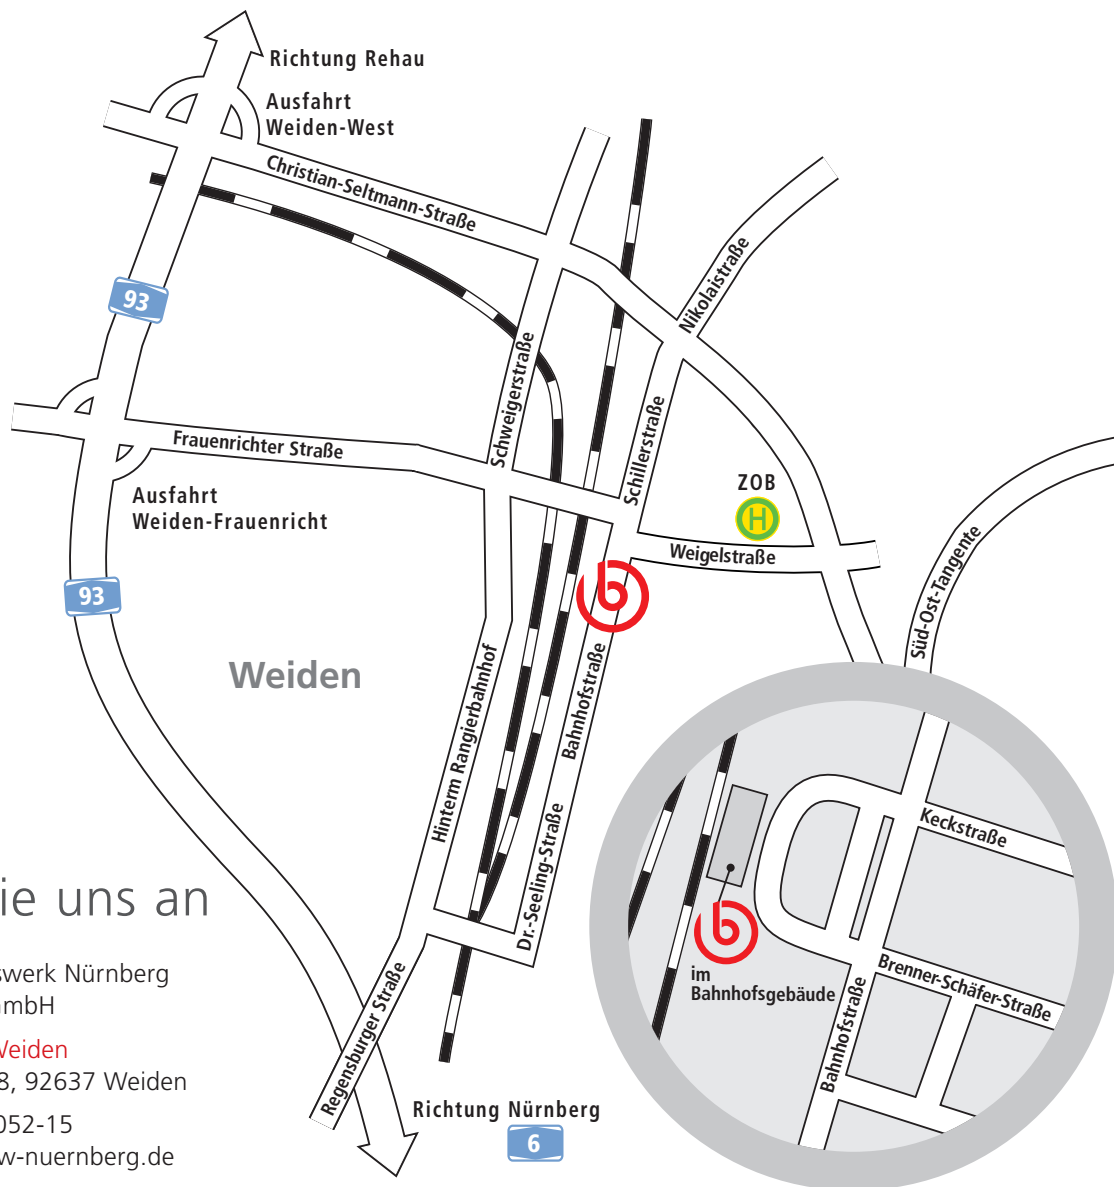 Richtung Rehau
Ausfahrt
Weiden-West
Christian-Seltmann-Straße
Nikolaistraße
93
Schweigerstraße
Schillerstraße
Frauenrichter Straße
ZOB
H
Ausfahrt
Weiden-Frauenricht
Weigelstraße
Süd-Ost-Tangente
93
b
Weiden
Hinterm Rangierbahnhof
Bahnhofstraße
Dr.-Seeling-Straße
Keckstraße
ie uns an
b
im
Bahnhofsgebäude
Brenner-Schäfer-Straße
Bahnhofstraße
swerk Nürnberg
mbH
Weiden
8, 92637 Weiden
052-15
w-nuernberg.de
Regensburger Straße
Richtung Nürnberg
6